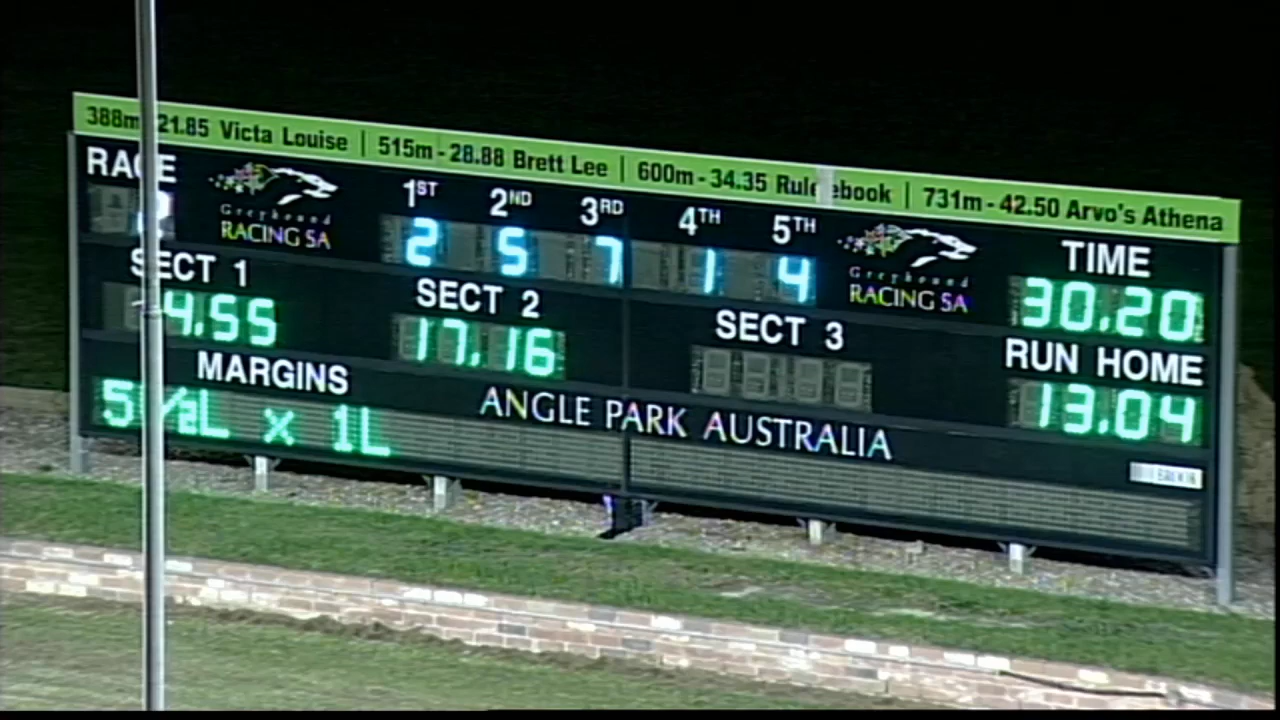 388m 21.85 Victa Louise | 515m - 28.88 Brett Lee | 600m - 34.35 Rulebook | 731m - 42.50 Arvo's Athena
RACE
Greyhound
RACING SA
1ST 2ND 3RD 4TH 5TH
2 5 7 1 4
Greyhound
RACING SA
TIME
30.20
SECT 1
4.55
SECT 2
17.16
SECT 3
RUN HOME
13.04
MARGINS
ANGLE PARK AUSTRALIA
5 ½L x 1L